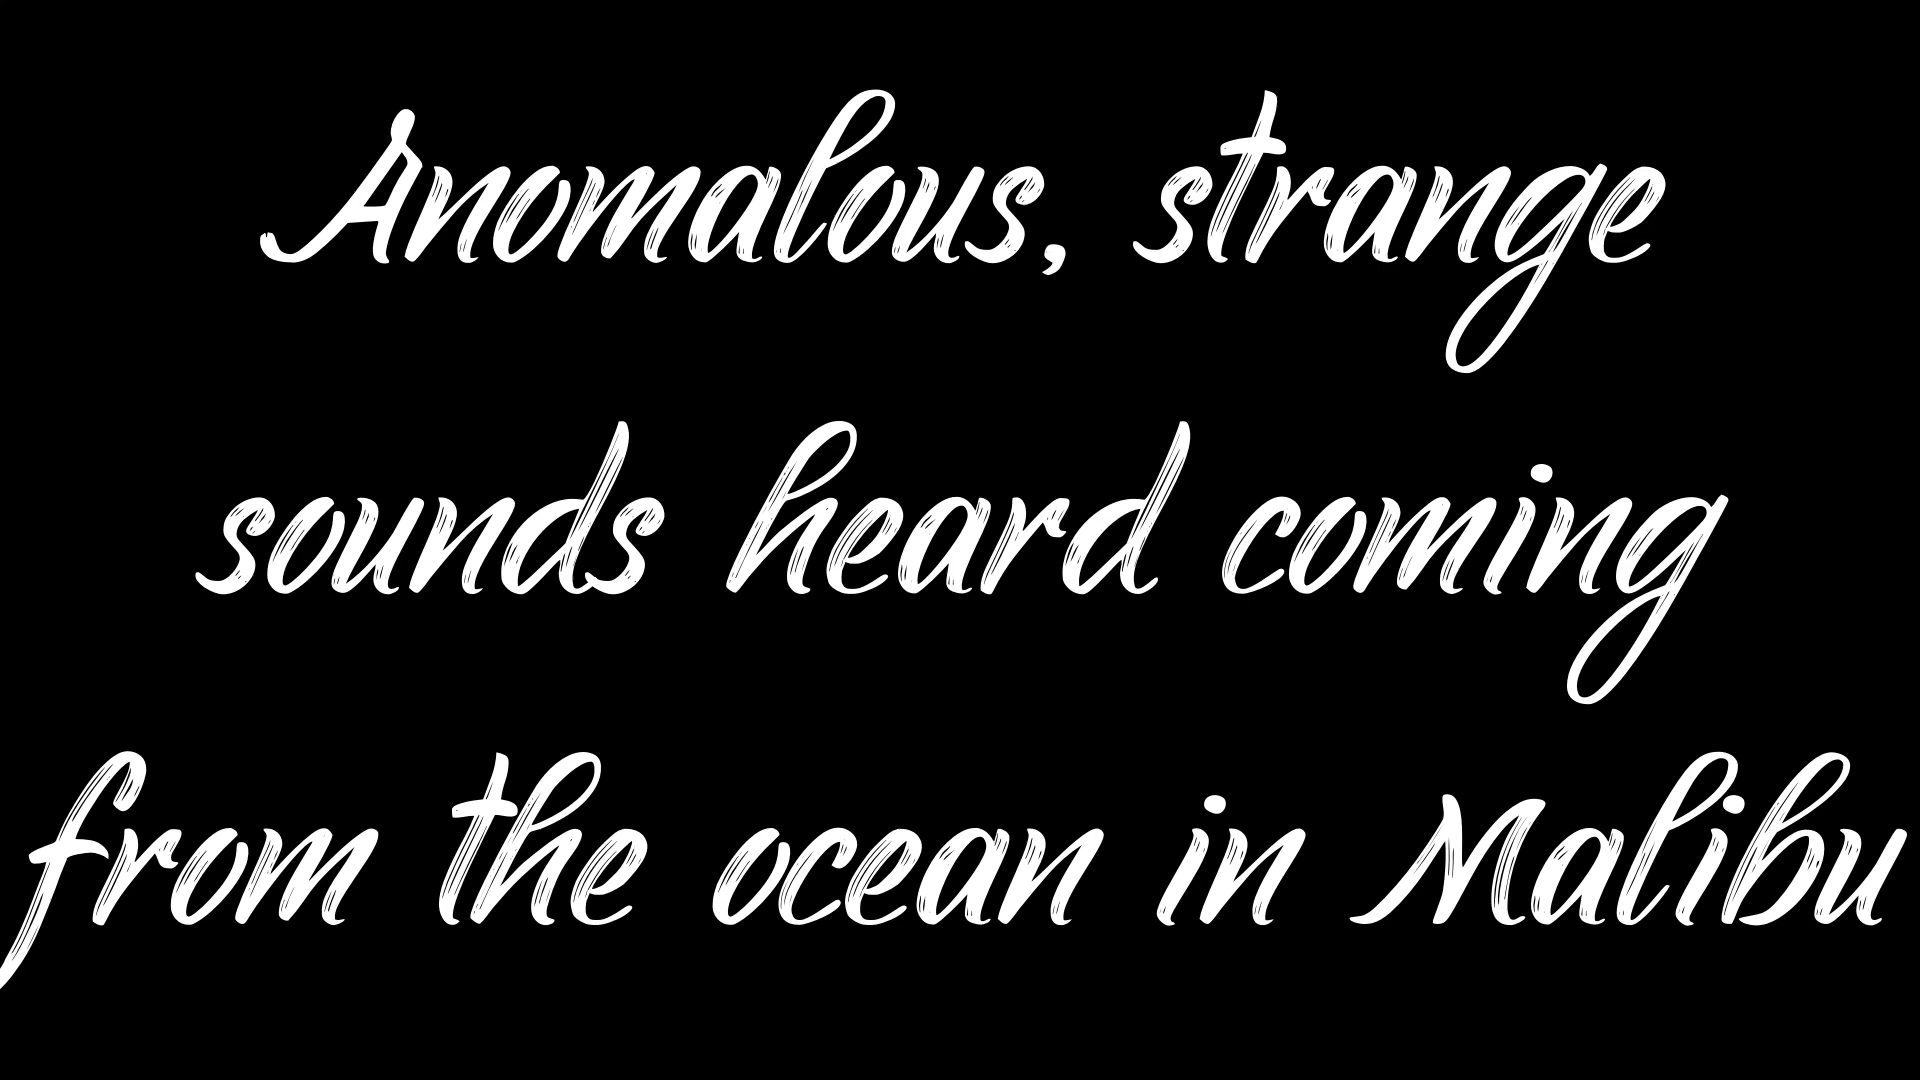 Anomalous, strange
sounds heard coming
from the ocean in Malibu